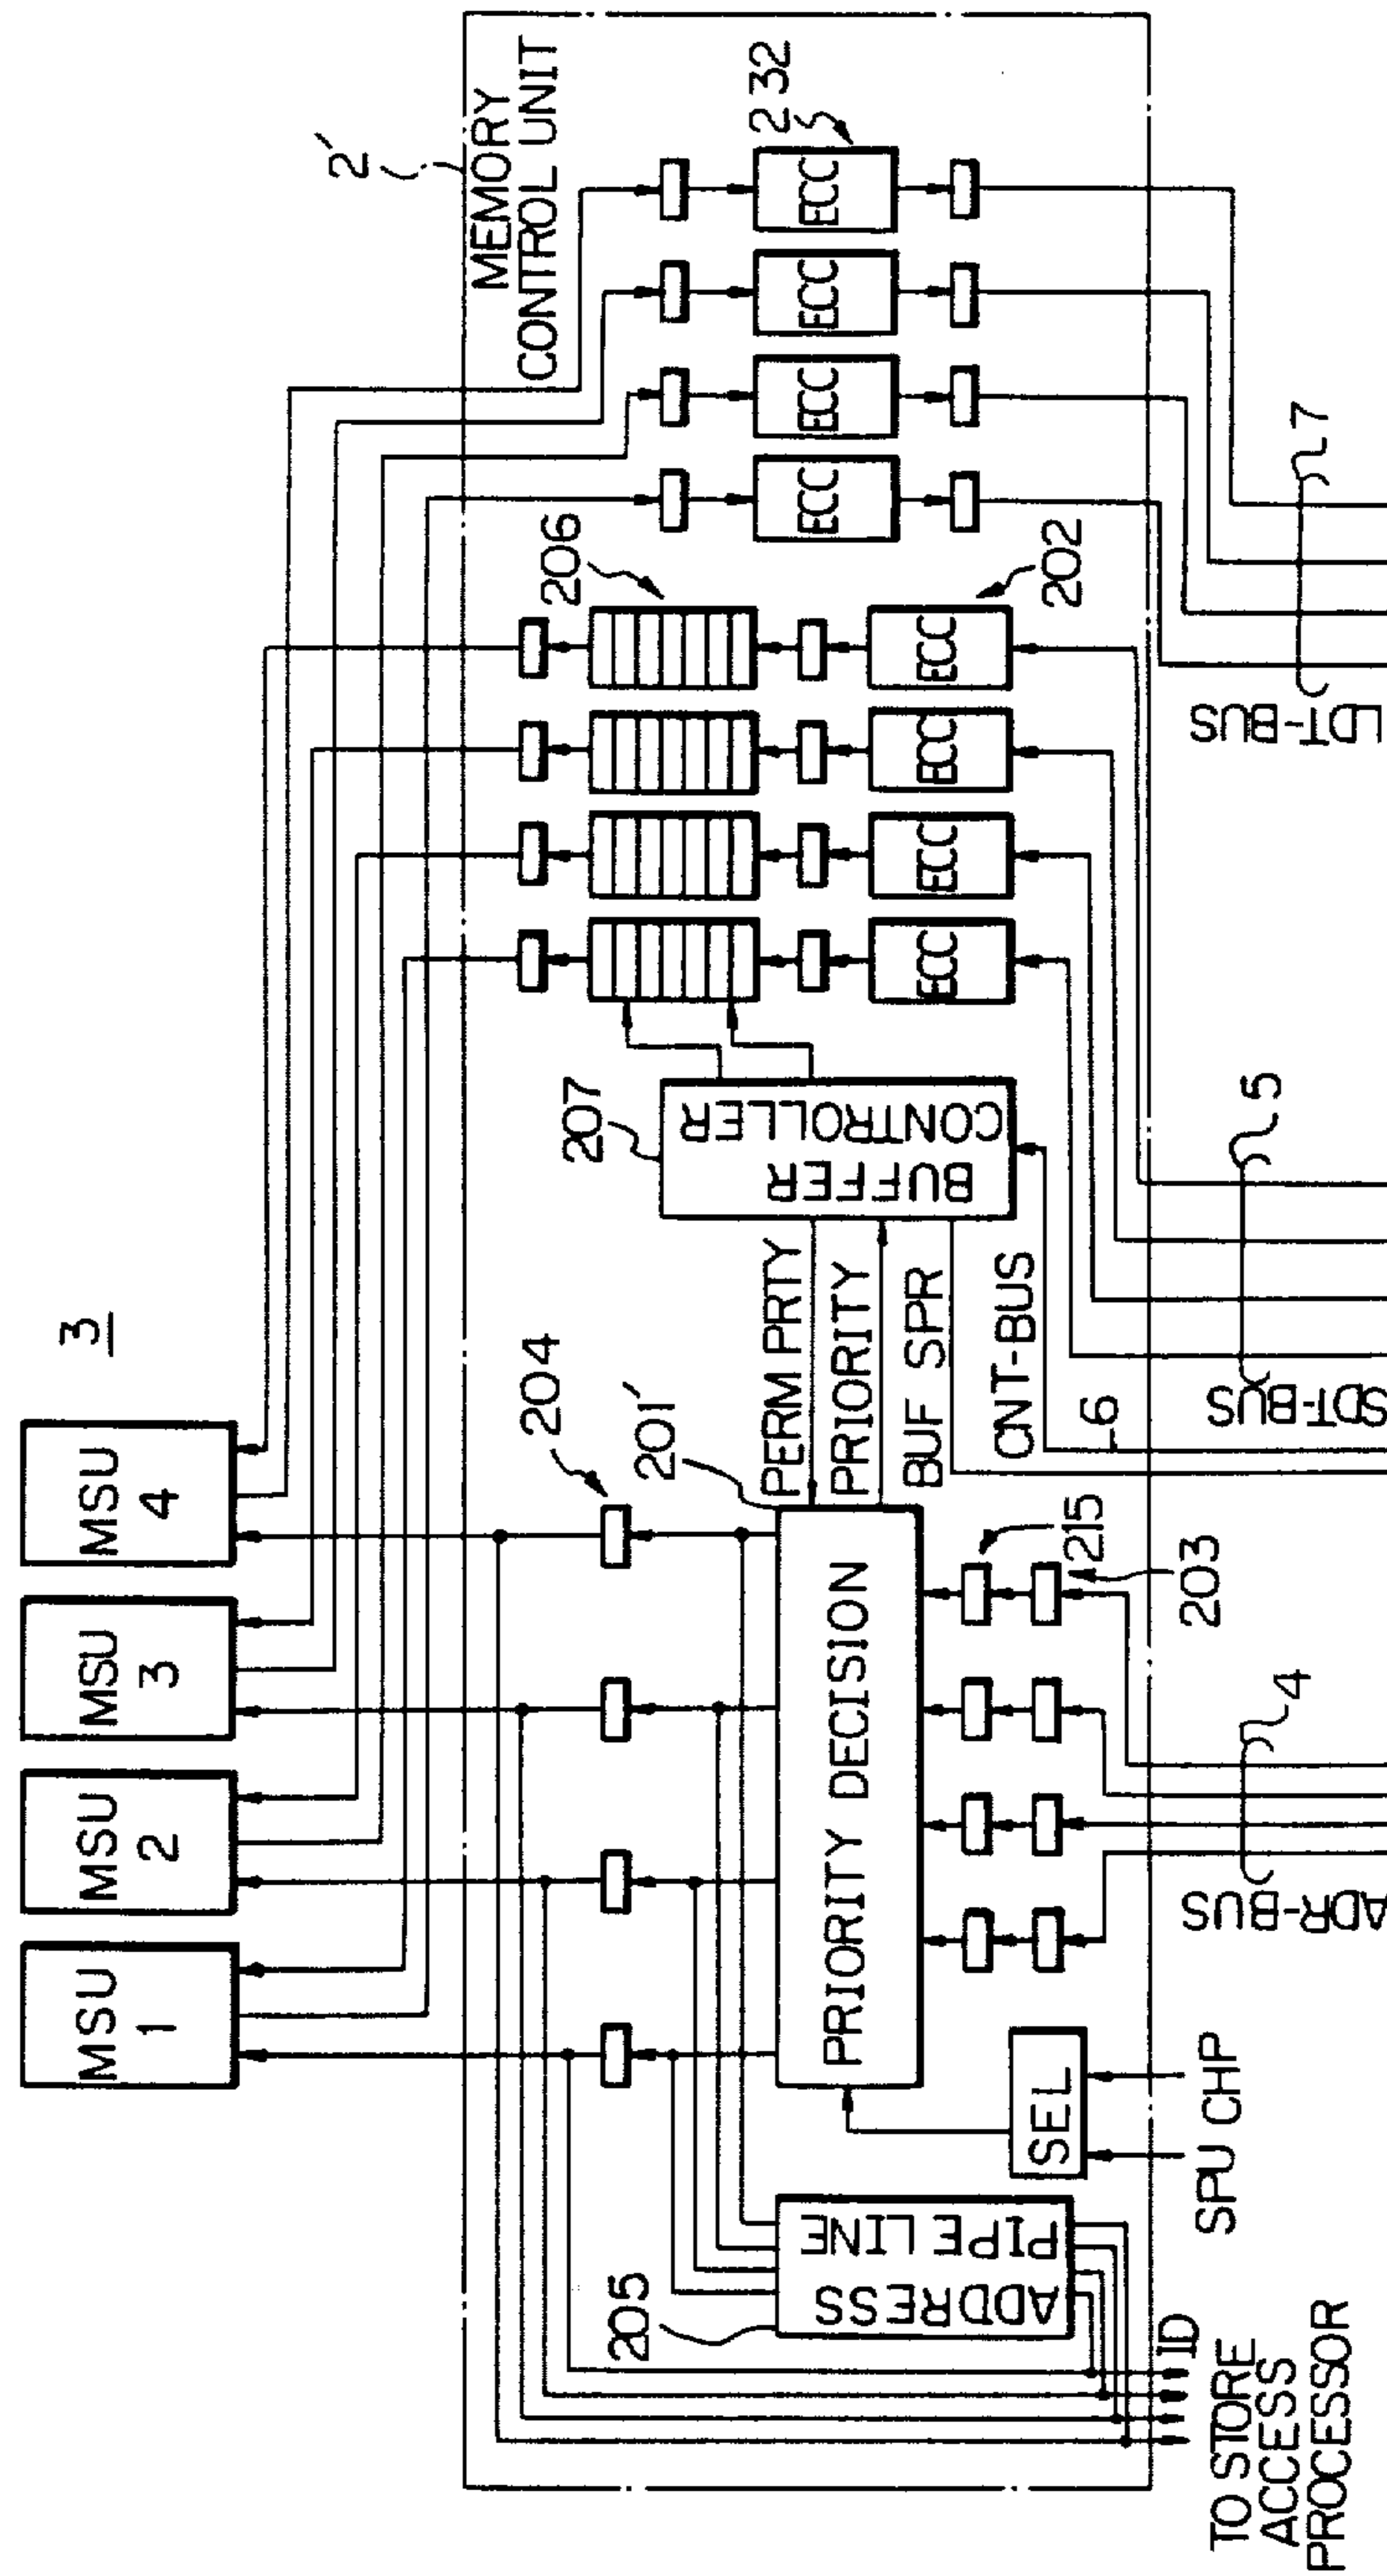 3
MSU
1
MSU
2
MSU
3
MSU
4
2'
MEMORY
CONTROL UNIT
204
201'
206
232
ECC
ECC
ECC
ECC
207
BUFFER
CONTROLLER
ECC
ECC
ECC
ECC
202
PERM PRTY
PRIORITY
BUF SPR
CNT-BUS
6
PRIORITY DECISION
205
ADDRESS
PIPE LINE
SEL
215
203
ID
TO STORE
ACCESS
PROCESSOR
SPU CHP
ADR-BUS
4
SDT-BUS
5
LDT-BUS
7